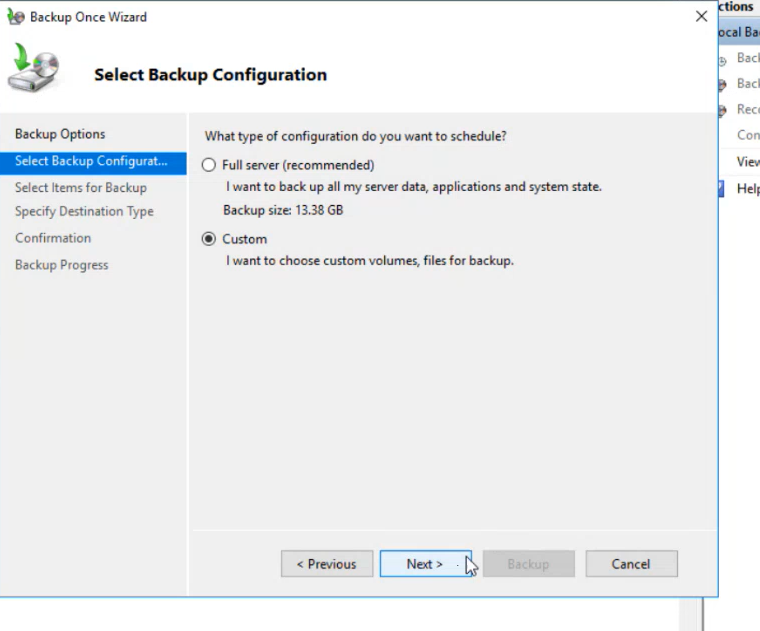 Backup Once Wizard
Select Backup Configuration
Backup Options
Select Backup Configurat...
Select Items for Backup
Specify Destination Type
Confirmation
Backup Progress
What type of configuration do you want to schedule?
Full server (recommended)
I want to back up all my server data, applications and system state.
Backup size: 13.38 GB
Custom
I want to choose custom volumes, files for backup.
< Previous
Next >
Backup
Cancel
ctions
ocal Ba
Back
Back
Reco
Con
View
Help